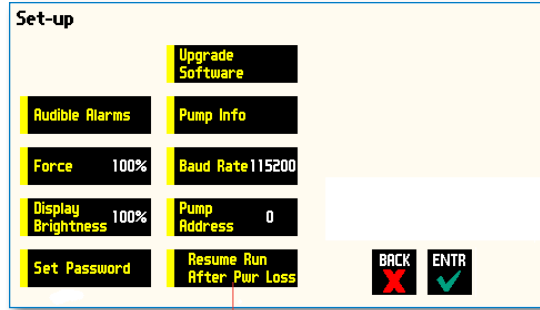 Set-up
Upgrade
Software
Audible Alarms
Pump Info
Force 100%
Baud Rate 115200
Display
Brightness 100%
Pump
Address 0
Set Password
Resume Run
After Pwr Loss
BACK
ENTR